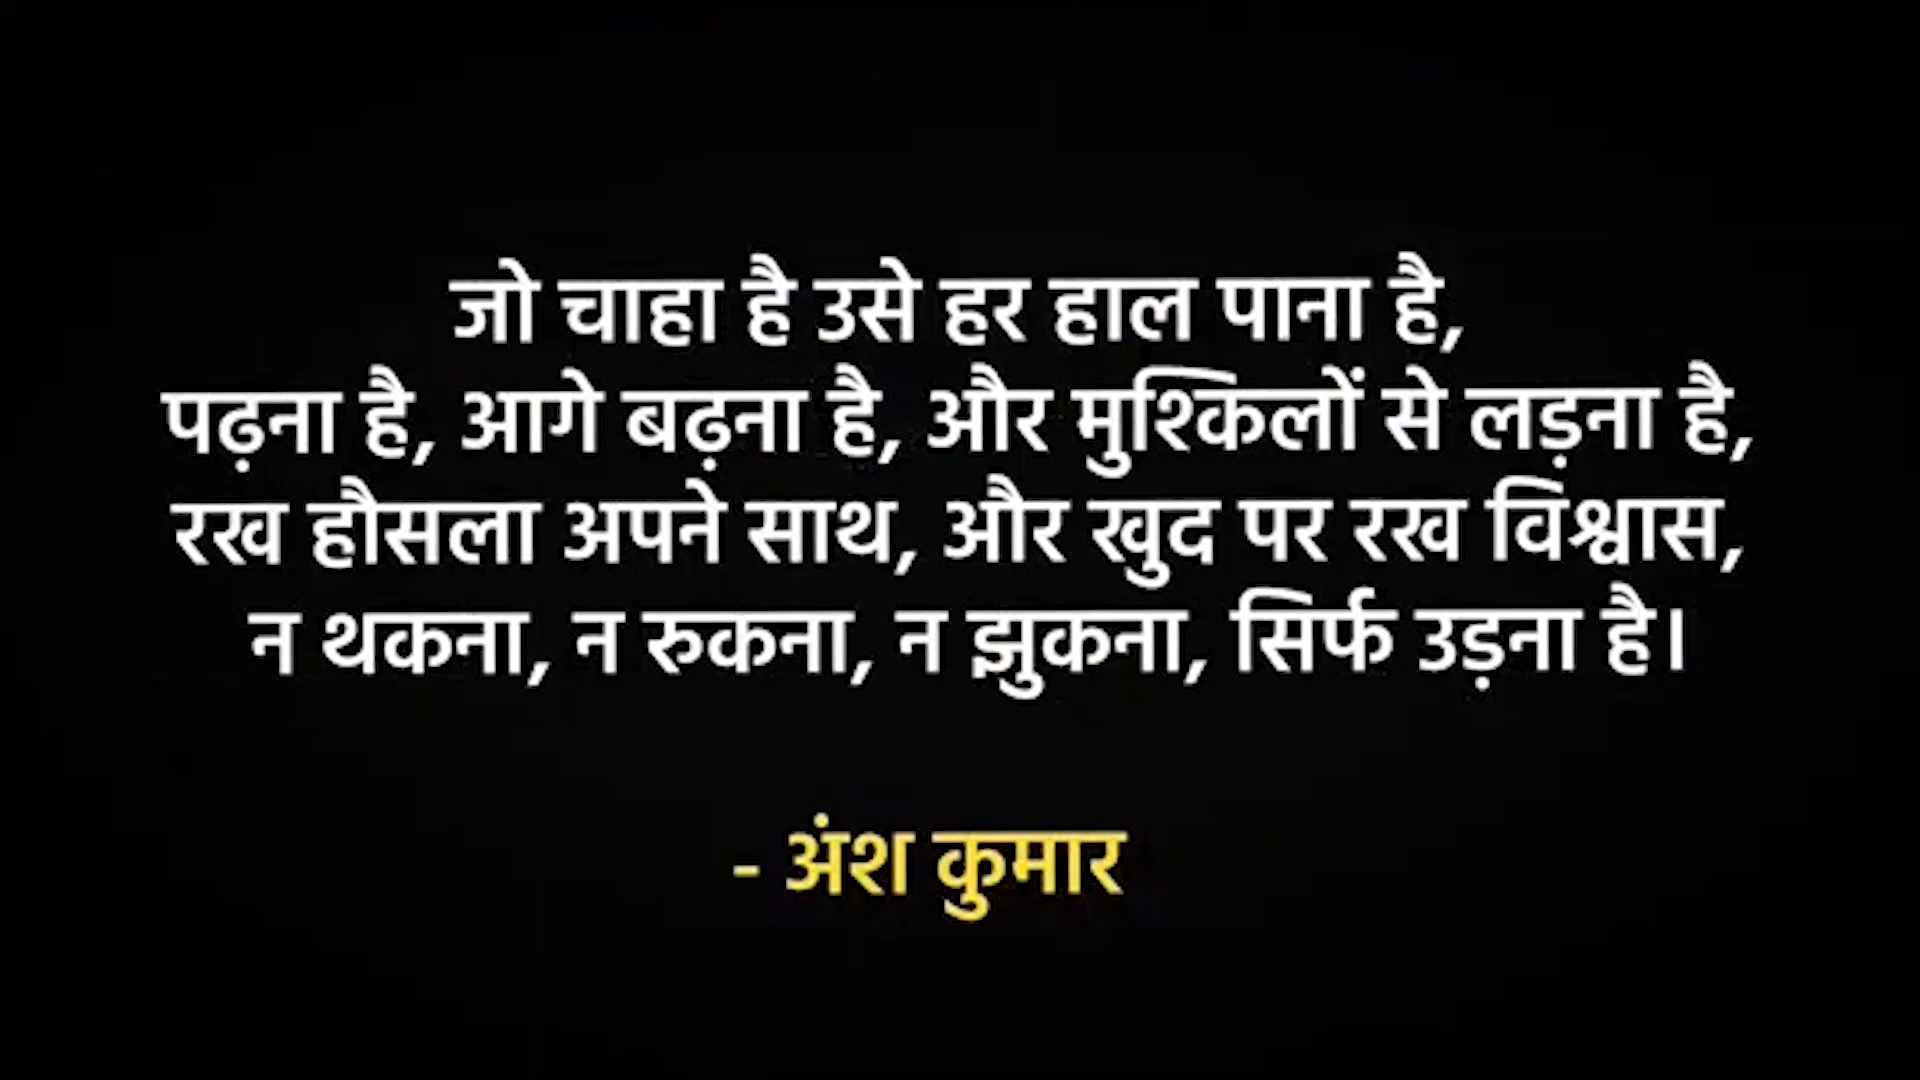 जो चाहा है उसे हर हाल पाना है,
पढ़ना है, आगे बढ़ना है, और मुश्किलों से लड़ना है,
रख हौसला अपने साथ, और खुद पर रख विश्वास,
न थकना, न रुकना, न झुकना, सिर्फ उड़ना है।
- अंश कुमार